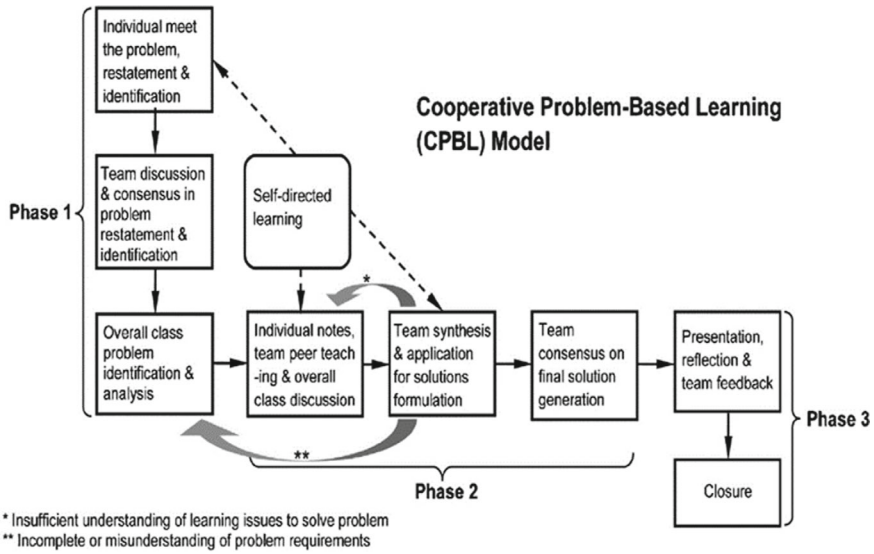 Individual meet
the problem,
restatement &
identification
Cooperative Problem-Based Learning
(CPBL) Model
Team discussion
& consensus in
problem
restatement &
identification
Self-directed
learning
Phase 1
*
Overall class
problem
identification &
analysis
Individual notes,
team peer teach
-ing & overall
class discussion
Team synthesis
& application
for solutions
formulation
Team
consensus on
final solution
generation
Presentation,
reflection &
team feedback
Phase 3
**
Phase 2
Closure
* Insufficient understanding of learning issues to solve problem
** Incomplete or misunderstanding of problem requirements